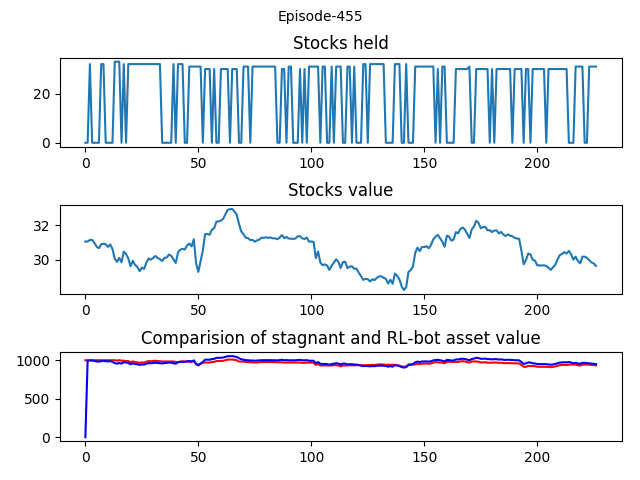 Episode-455
Stocks held
20
0
0 50 100 150 200
Stocks value
32
30
0 50 100 150 200
Comparision of stagnant and RL-bot asset value
1000
500
0
0 50 100 150 200